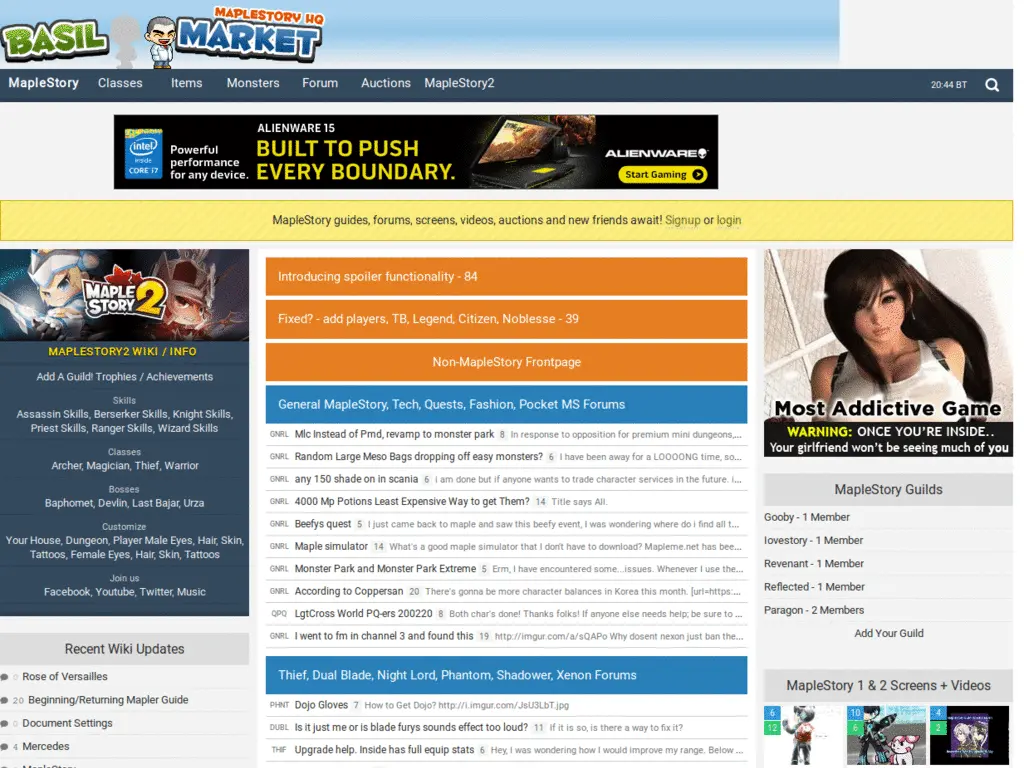 MAPLESTORY HQ
BASIL MARKET
MapleStory Classes Items Monsters Forum Auctions MapleStory2 20:44 BT
intel inside CORE i7
Powerful performance for any device.
ALIENWARE 15
BUILT TO PUSH
EVERY BOUNDARY.
ALIENWARE
Start Gaming
MapleStory guides, forums, screens, videos, auctions and new friends await! Signup or login
MAPLE STORY 2
MAPLESTORY2 WIKI / INFO
Add A Guild! Trophies / Achievements
Skills
Assassin Skills, Berserker Skills, Knight Skills,
Priest Skills, Ranger Skills, Wizard Skills
Classes
Archer, Magician, Thief, Warrior
Bosses
Baphomet, Devlin, Last Bajar, Urza
Customize
Your House, Dungeon, Player Male Eyes, Hair, Skin,
Tattoos, Female Eyes, Hair, Skin, Tattoos
Join us
Facebook, Youtube, Twitter, Music
Recent Wiki Updates
0 Rose of Versailles
20 Beginning/Returning Mapler Guide
0 Document Settings
4 Mercedes
MapleStory
Introducing spoiler functionality - 84
Fixed? - add players, TB, Legend, Citizen, Noblesse - 39
Non-MapleStory Frontpage
General MapleStory, Tech, Quests, Fashion, Pocket MS Forums
GNRL Mlc Instead of Pmd, revamp to monster park 8 In response to opposition for premium mini dungeons,...
GNRL Random Large Meso Bags dropping off easy monsters? 6 I have been away for a LOOOONG time, so...
GNRL any 150 shade on in scania 6 i am done but if anyone wants to trade character services in the future. i...
GNRL 4000 Mp Potions Least Expensive Way to get Them? 14 Title says All.
GNRL Beefys quest 5 I just came back to maple and saw this beefy event, I was wondering where do i find all t...
GNRL Maple simulator 14 What's a good maple simulator that I don't have to download? Mapleme.net has bee...
GNRL Monster Park and Monster Park Extreme 5 Erm, I have encountered some...issues. Whenever I use the...
GNRL According to Coppersan 20 There's gonna be more character balances in Korea this month. [url=https:...
QPQ LgtCross World PQ-ers 200220 8 Both char's done! Thanks folks! If anyone else needs help; be sure to ...
GNRL I went to fm in channel 3 and found this 19 http://imgur.com/a/sQAPo Why dosent nexon just ban the...
Thief, Dual Blade, Night Lord, Phantom, Shadower, Xenon Forums
PHNT Dojo Gloves 7 How to Get Dojo? http://i.imgur.com/JsU3LbT.jpg
DUBL Is it just me or is blade furys sound effect too loud? 11 If it is so, is there a way to fix it?
THIF Upgrade help. Inside has full equip stats 6 Hey, I was wondering how I would improve my range. Below ...
Most Addictive Game
WARNING: ONCE YOU'RE INSIDE..
Your girlfriend won't be seeing much of you
MapleStory Guilds
Gooby - 1 Member
Iovestory - 1 Member
Revenant - 1 Member
Reflected - 1 Member
Paragon - 2 Members
Add Your Guild
MapleStory 1 & 2 Screens + Videos
6 10 4
12 6 2